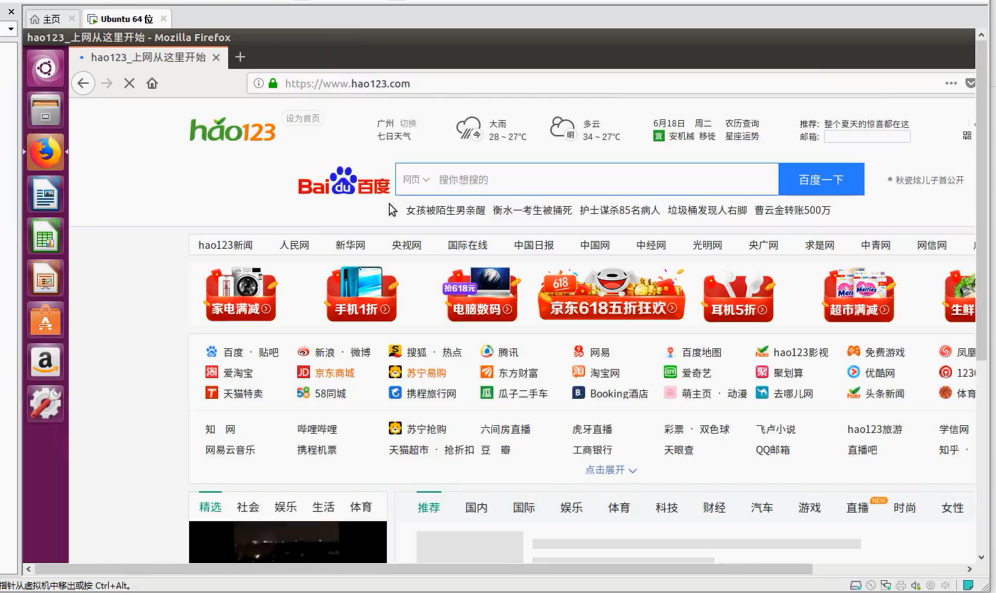 主页 Ubuntu 64 位
hao123_上网从这里开始 - Mozilla Firefox
hao123_上网从这里开始
https://www.hao123.com
hao123 设为首页
广州 切换 大雨 多云 6月18日 周二 农历查询 推荐: 整个夏天的惊喜都在这
七日天气 今 28 ~ 27°C 明 34 ~ 27°C 宜 安机械 移徙 星座运势 邮箱:
Bai du 百度 网页 搜你想搜的 百度一下 秋瓷炫儿子首公开
女孩被陌生男亲醒 衡水一考生被捅死 护士谋杀85名病人 垃圾桶发现人右脚 曹云金转账500万
hao123新闻 人民网 新华网 央视网 国际在线 中国日报 中国网 中经网 光明网 央广网 求是网 中青网 网信网
抢618元 618
家电满减 手机1折 电脑数码 京东618五折狂欢 耳机5折 超市满减 生鲜
百度 · 贴吧 新浪 · 微博 搜狐 · 热点 腾讯 网易 百度地图 hao123影视 免费游戏 凤凰
爱淘宝 京东商城 苏宁易购 东方财富 淘宝网 爱奇艺 聚划算 优酷网 123
天猫特卖 58同城 携程旅行网 瓜子二手车 Booking酒店 萌主页 · 动漫 去哪儿网 头条新闻 体育
知 网 哔哩哔哩 苏宁抢购 六间房直播 虎牙直播 彩票 · 双色球 飞卢小说 hao123旅游 学信网
网易云音乐 携程机票 天猫超市 · 抢折扣 豆 瓣 工商银行 天眼查 QQ邮箱 直播吧 知乎 ·
点击展开
精选 社会 娱乐 生活 体育 推荐 国内 国际 娱乐 体育 科技 财经 汽车 游戏 直播 NEW 时尚 女性
指针从虚拟机中移出或按 Ctrl+Alt。